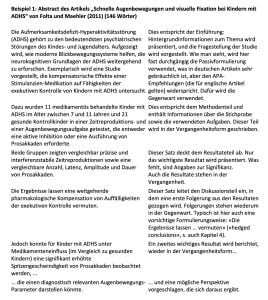 Beispiel 1: Abstract des Artikels „Schnelle Augenbewegungen und visuelle Fixation bei Kindern mit
ADHS“ von Folta und Maehler (2011) [146 Wörter]
Die Aufmerksamkeitsdefizit-Hyperaktivitätsstörung
(ADHS) gehört zu den bedeutendsten psychiatrischen
Störungen des Kindes- und Jugendalters. Aufgezeigt
wird, wie moderne Blickbewegungssysteme helfen, die
neurokognitiven Grundlagen der ADHS weitgehend
zu erforschen. Exemplarisch wird eine Studie
vorgestellt, die kompensatorische Effekte einer
Stimulanzien-Medikation auf Fähigkeiten der
exekutiven Kontrolle von Kindern mit ADHS untersucht.
Dazu wurden 11 medikamentös behandelte Kinder mit
ADHS im Alter zwischen 7 und 11 Jahren und 21
gesunde Kontrollkinder in einer Zeitreproduktions- und
einer Augenbewegungsaufgabe getestet, die entweder
eine aktive Inhibition oder eine Ausführung von
Prosakkaden erforderte.
Beide Gruppen zeigten vergleichbar präzise und
interferenzstabile Zeitreproduktionen sowie eine
vergleichbare Anzahl, Latenz, Amplitude und Dauer
von Prosakkaden.
Die Ergebnisse lassen eine weitgehende
pharmakologische Kompensation von Auffälligkeiten
der exekutiven Kontrolle vermuten.
Jedoch konnte für Kinder mit ADHS unter
Medikamenteneinfluss (im Vergleich zu gesunden
Kindern) eine signifikant erhöhte
Spitzengeschwindigkeit von Prosakkaden beobachtet
werden, ...
... die einen diagnostisch relevanten Augenbewegungs-
Parameter darstellen könnte.
Dies entspricht der Einführung:
Hintergrundinformationen zum Thema wird
präsentiert, und die Fragestellung der Studie
wird vorgestellt. Wie man sieht, wird hier
fast durchgängig die Passivformulierung
verwendet, was in deutschen Artikeln sehr
gebräuchlich ist, aber den APA-
Empfehlungen (die für englische Artikel
gelten) widerspricht. Dafür wird die
Gegenwart verwendet.
Dies entspricht dem Methodenteil und
enthält Informationen über die Stichprobe
sowie die verwendeten Aufgaben. Dieser Teil
wird in der Vergangenheitsform geschrieben.
Dieser Satz deckt dem Resultateteil ab. Nur
das wichtigste Resultat wird präsentiert. Was
fehlt, sind Angaben zur Signifikanz.
Auch die Resultate stehen in der
Vergangenheit.
Dieser Satz leitet den Diskussionsteil ein, in
dem eine erste Folgerung aus den Resultaten
gezogen wird. Folgerungen stehen wiederum
in der Gegenwart. Typisch ist hier auch eine
vorsichtige Formulierungsweise: «Die
Ergebnisse lassen ... vermuten» (hedged
conclusions», s. auch Kapitel 4).
Ein zweites wichtiges Resultat wird berichtet,
wieder in der Vergangenheitsform...
... und eine mögliche Perspektive
vorgeschlagen, die sich daraus ergibt.